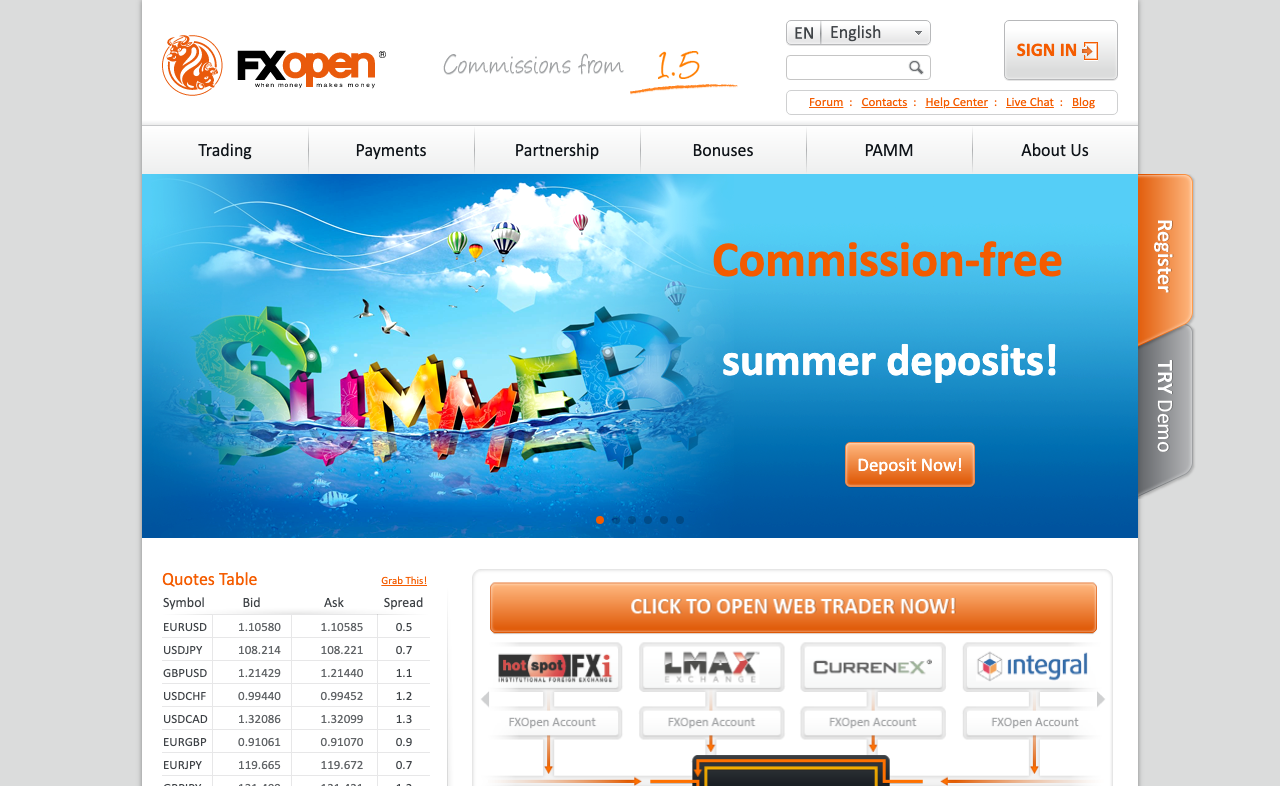 FXopen®
when money makes money
Commissions from 1.5
EN English
SIGN IN
Forum : Contacts : Help Center : Live Chat : Blog
Trading Payments Partnership Bonuses PAMM About Us
SUMMER
Commission-free
summer deposits!
Deposit Now!
Register
TRY Demo
Quotes Table Grab This!
Symbol Bid Ask Spread
EURUSD 1.10580 1.10585 0.5
USDJPY 108.214 108.221 0.7
GBPUSD 1.21429 1.21440 1.1
USDCHF 0.99440 0.99452 1.2
USDCAD 1.32086 1.32099 1.3
EURGBP 0.91061 0.91070 0.9
EURJPY 119.665 119.672 0.7
CLICK TO OPEN WEB TRADER NOW!
hot spot FXi
INSTITUTIONAL FOREIGN EXCHANGE
LMAX
EXCHANGE
CURRENEX®
integral
FXOpen Account FXOpen Account FXOpen Account FXOpen Account